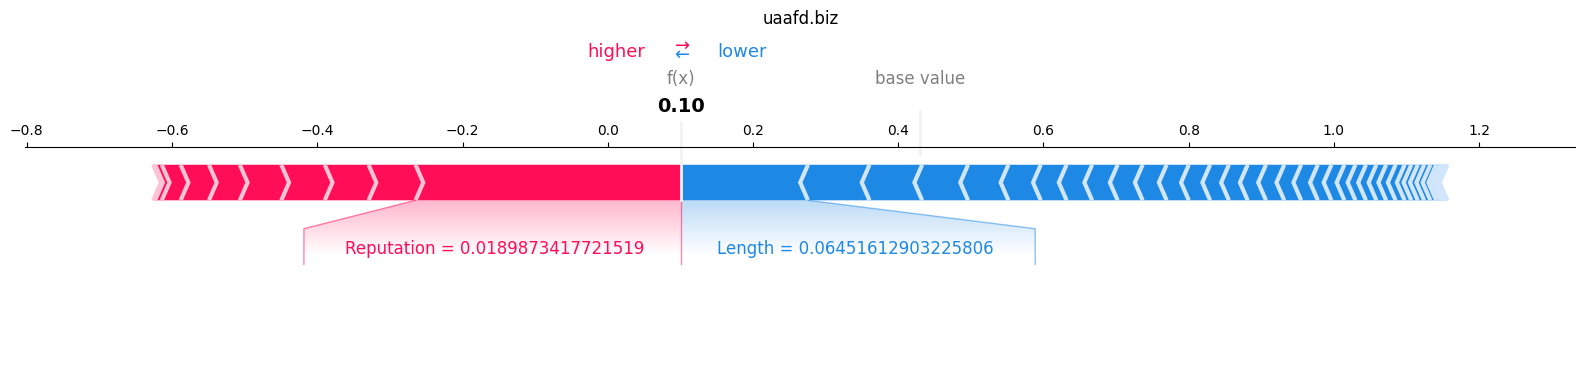 uaafd.biz
higher → ← lower
f(x) base value
0.10
−0.8 −0.6 −0.4 −0.2 0.0 0.2 0.4 0.6 0.8 1.0 1.2
Reputation = 0.0189873417721519 Length = 0.06451612903225806